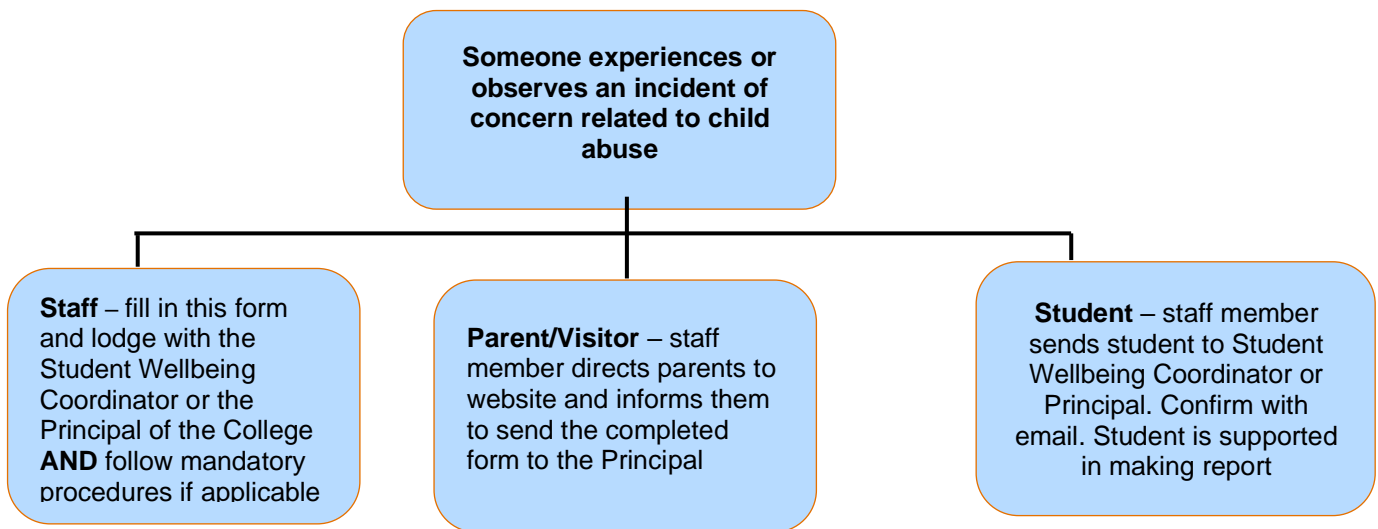 Someone experiences or
observes an incident of
concern related to child
abuse
Staff – fill in this form
and lodge with the
Student Wellbeing
Coordinator or the
Principal of the College
AND follow mandatory
procedures if applicable
Parent/Visitor – staff
member directs parents to
website and informs them
to send the completed
form to the Principal
Student – staff member
sends student to Student
Wellbeing Coordinator or
Principal. Confirm with
email. Student is supported
in making report